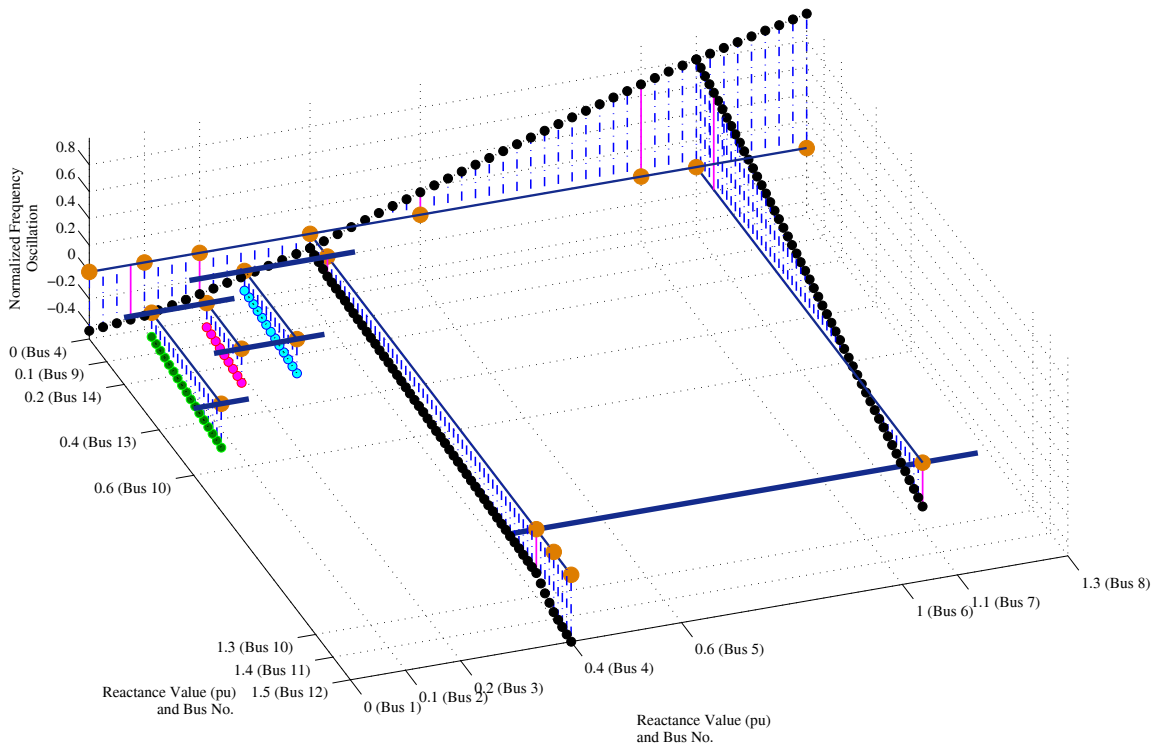 Normalized Frequency
Oscillation
0.8
0.6
0.4
0.2
0
−0.2
−0.4
0 (Bus 4)
0.1 (Bus 9)
0.2 (Bus 14)
0.4 (Bus 13)
0.6 (Bus 10)
1.3 (Bus 10)
1.4 (Bus 11)
1.5 (Bus 12)
Reactance Value (pu)
and Bus No.
0 (Bus 1)
0.1 (Bus 2)
0.2 (Bus 3)
0.4 (Bus 4)
0.6 (Bus 5)
1 (Bus 6)
1.1 (Bus 7)
1.3 (Bus 8)
Reactance Value (pu)
and Bus No.